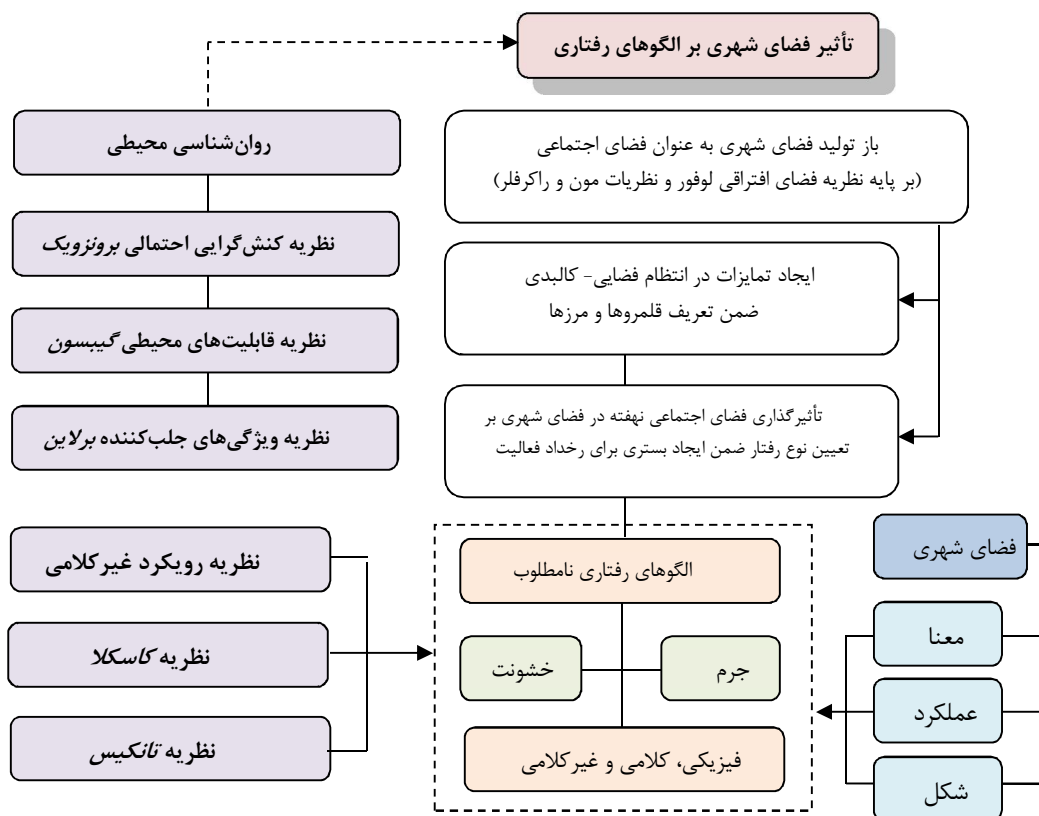 تأثیر فضای شهری بر الگوهای رفتاری
باز تولید فضای شهری به عنوان فضای اجتماعی
(بر پایه نظریه فضای افتراقی لوفور و نظریات مون و راکرفلر)
ایجاد تمایزات در انتظام فضایی- کالبدی
ضمن تعریف قلمروها و مرزها
تأثیرگذاری فضای اجتماعی نهفته در فضای شهری بر
تعیین نوع رفتار ضمن ایجاد بستری برای رخداد فعالیت
روان‌شناسی محیطی
نظریه کنش‌گرایی احتمالی برونزویک
نظریه قابلیت‌های محیطی گیبسون
نظریه ویژگی‌های جلب‌کننده برلاین
فضای شهری
معنا
عملکرد
شکل
الگوهای رفتاری نامطلوب
جرم
خشونت
فیزیکی، کلامی و غیرکلامی
نظریه رویکرد غیرکلامی
نظریه کاسکلا
نظریه تانکیس